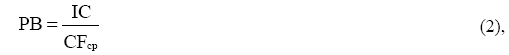 PB = IC / CFср (2),